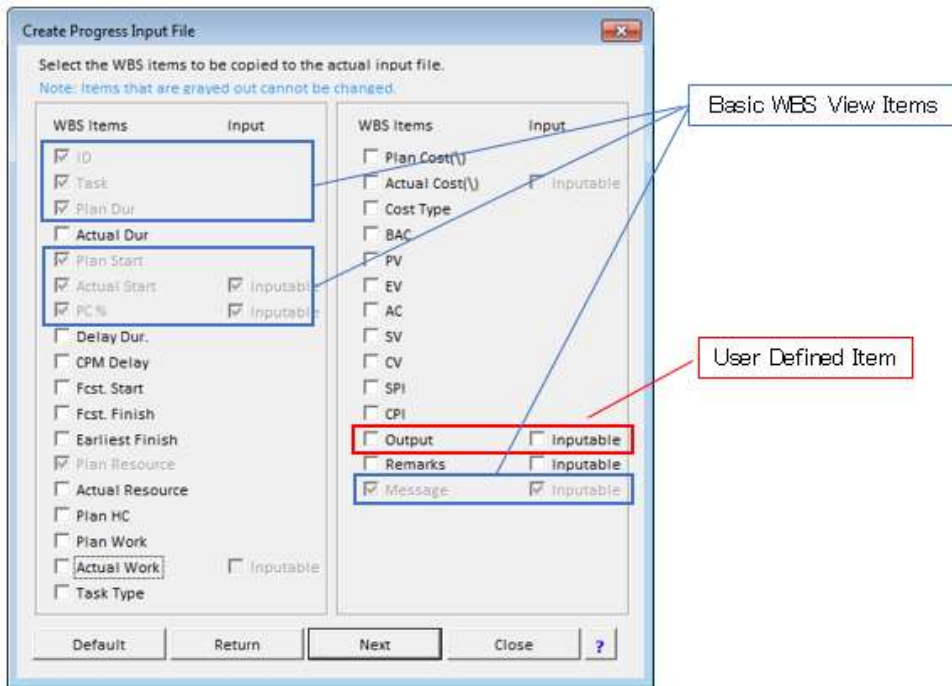 Create Progress Input File
Select the WBS items to be copied to the actual input file.
Note: Items that are grayed out cannot be changed.
WBS Items Input
ID
Task
Plan Dur
Actual Dur
Plan Start
Actual Start Inputable
PC % Inputable
Delay Dur.
CPM Delay
Fcst. Start
Fcst. Finish
Earliest Finish
Plan Resource
Actual Resource
Plan HC
Plan Work
Actual Work Inputable
Task Type
WBS Items Input
Plan Cost(\)
Actual Cost(\) Inputable
Cost Type
BAC
PV
EV
AC
SV
CV
SPI
CPI
Output Inputable
Remarks Inputable
Message Inputable
Default Return Next Close ?
Basic WBS View Items
User Defined Item